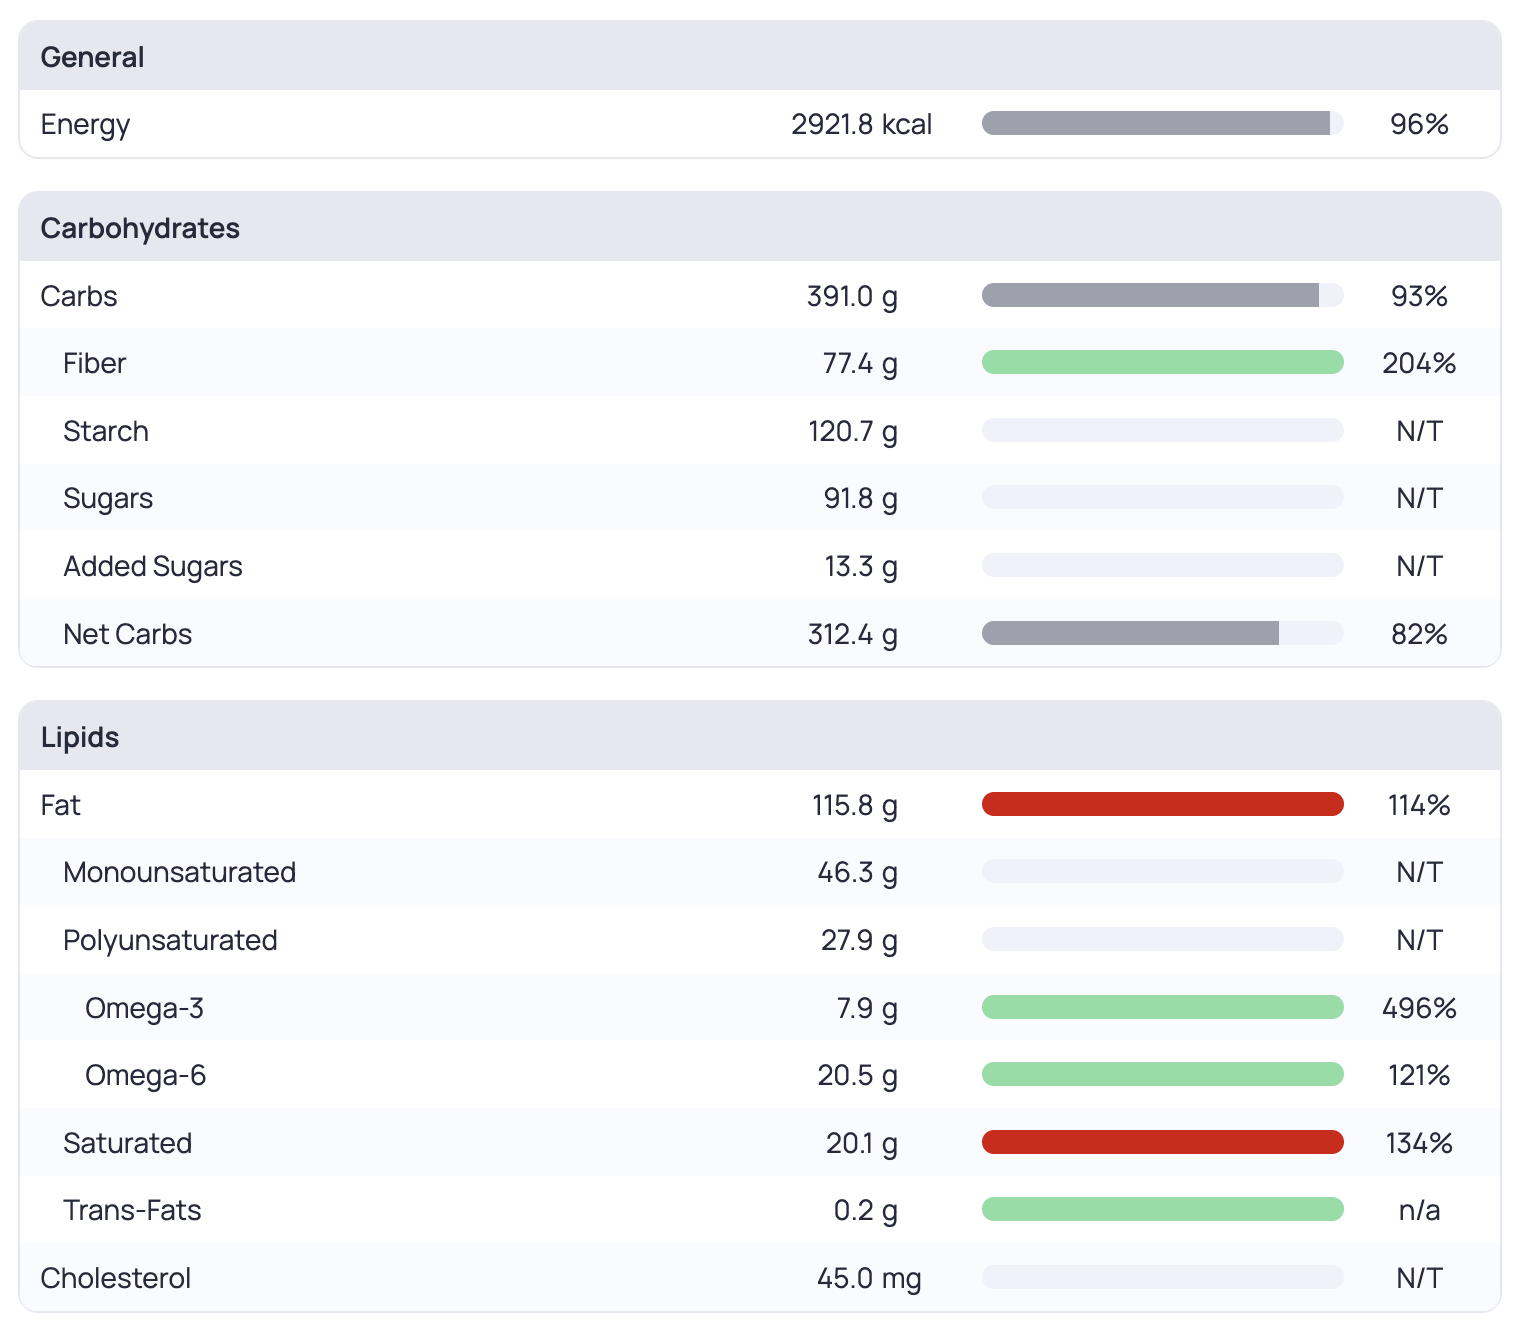 General
Energy 2921.8 kcal 96%
Carbohydrates
Carbs 391.0 g 93%
Fiber 77.4 g 204%
Starch 120.7 g N/T
Sugars 91.8 g N/T
Added Sugars 13.3 g N/T
Net Carbs 312.4 g 82%
Lipids
Fat 115.8 g 114%
Monounsaturated 46.3 g N/T
Polyunsaturated 27.9 g N/T
Omega-3 7.9 g 496%
Omega-6 20.5 g 121%
Saturated 20.1 g 134%
Trans-Fats 0.2 g n/a
Cholesterol 45.0 mg N/T